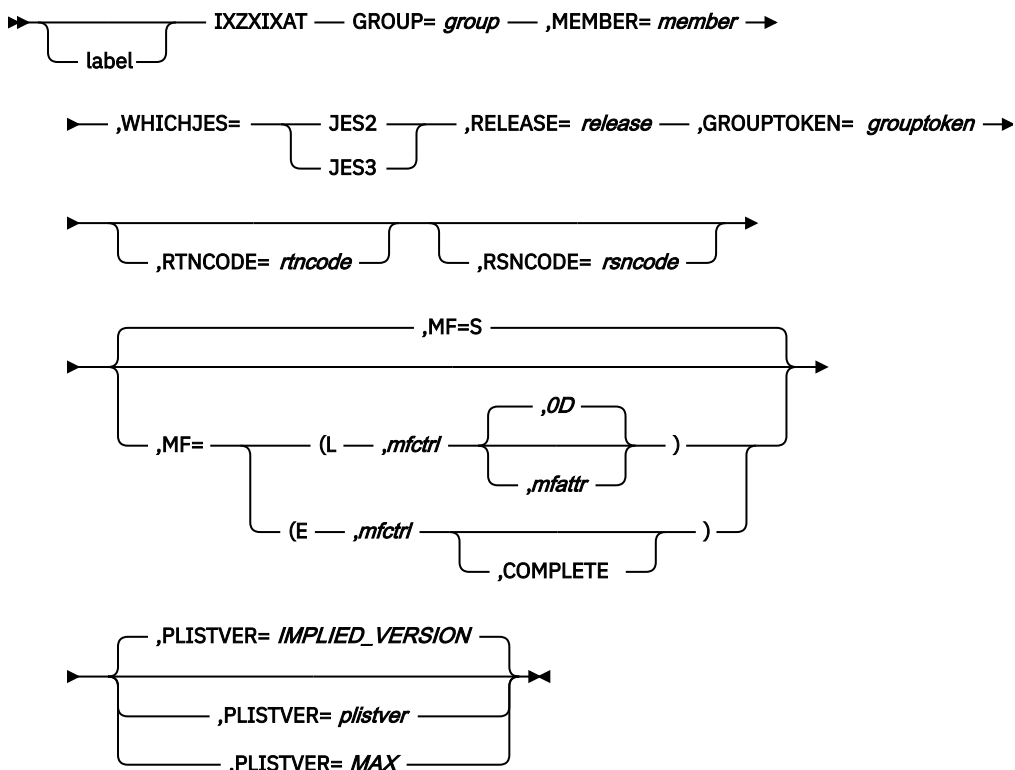 IXZXIXAT GROUP= group ,MEMBER= member
label
,WHICHJES= JES2 ,RELEASE= release ,GROUPTOKEN= grouptoken
JES3
,RTNCODE= rtncode ,RSNCODE= rsncode
,MF=S
,0D
,MF= (L ,mfctrl )
,mfattr
(E ,mfctrl )
,COMPLETE
,PLISTVER= IMPLIED_VERSION
,PLISTVER= plistver
,PLISTVER= MAX